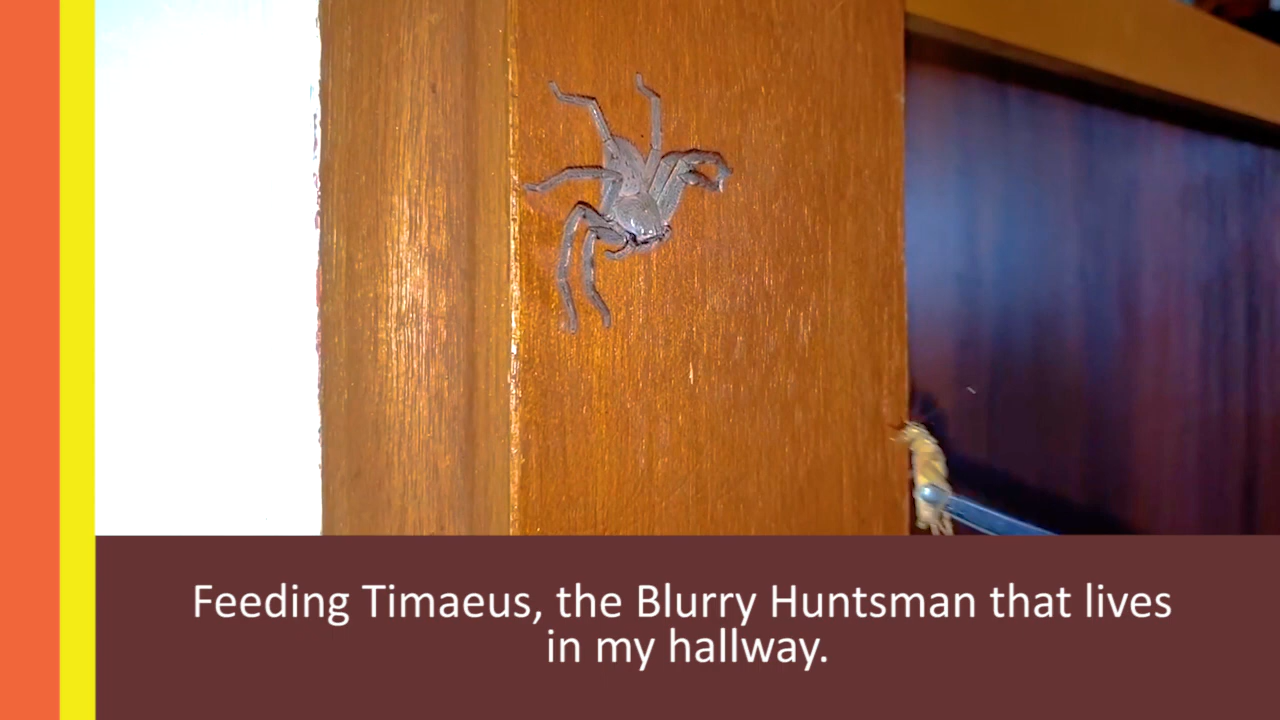 Feeding Timaeus, the Blurry Huntsman that lives
in my hallway.